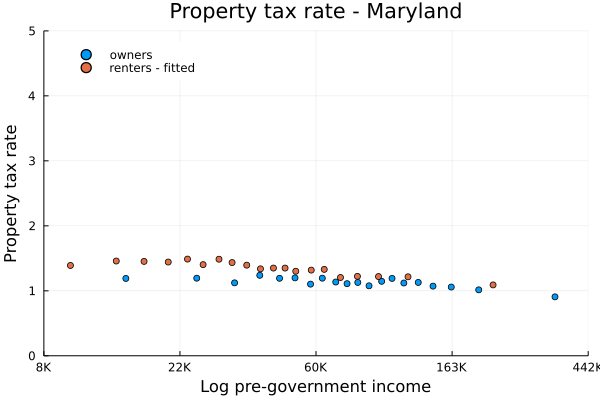 Property tax rate - Maryland
owners
renters - fitted
Property tax rate
5
4
3
2
1
0
8K 22K 60K 163K 442K
Log pre-government income